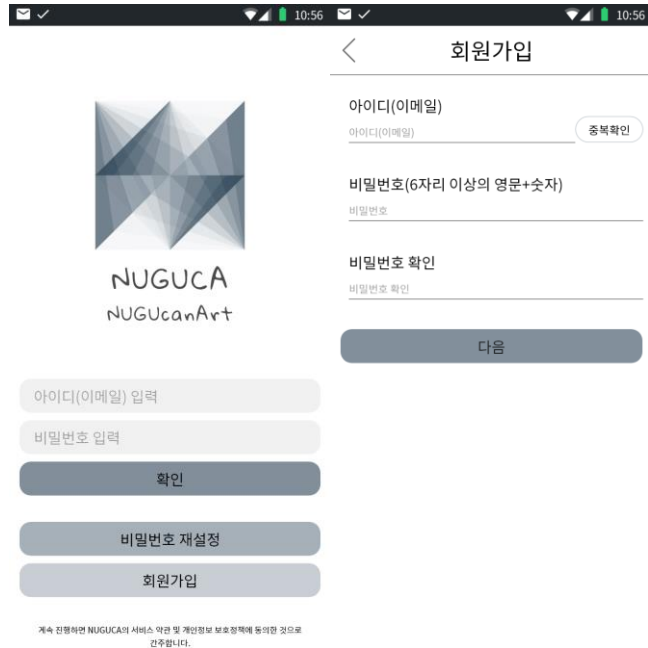 10:56
NUGUCA
NUGUcanArt
아이디(이메일) 입력
비밀번호 입력
확인
비밀번호 재설정
회원가입
계속 진행하면 NUGUCA의 서비스 약관 및 개인정보 보호정책에 동의한 것으로
간주합니다.
10:56
회원가입
아이디(이메일)
아이디(이메일)
중복확인
비밀번호(6자리 이상의 영문+숫자)
비밀번호
비밀번호 확인
비밀번호 확인
다음